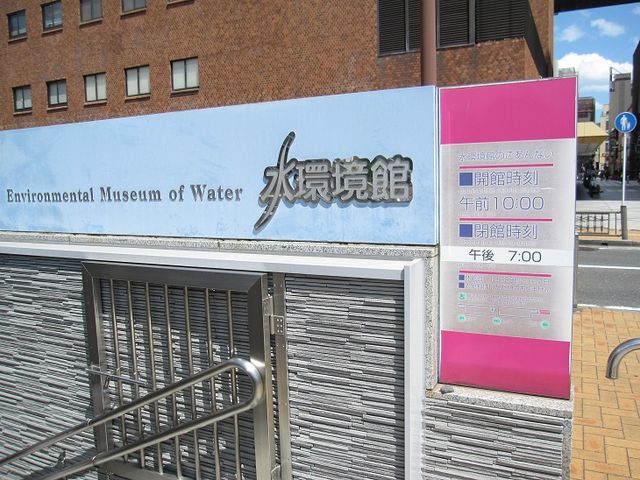 Environmental Museum of Water
水環境館
水環境館のごあんない
■開館時刻
午前10:00
■閉館時刻
午後 7:00